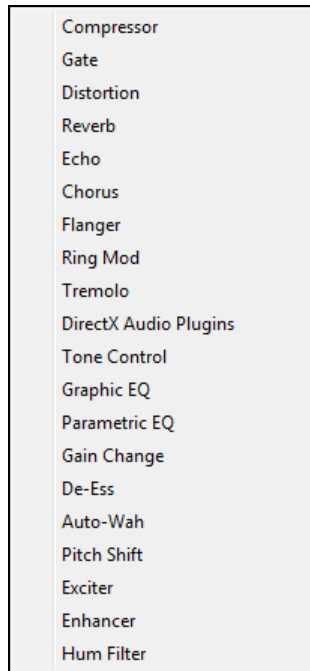 Compressor
Gate
Distortion
Reverb
Echo
Chorus
Flanger
Ring Mod
Tremolo
DirectX Audio Plugins
Tone Control
Graphic EQ
Parametric EQ
Gain Change
De-Ess
Auto-Wah
Pitch Shift
Exciter
Enhancer
Hum Filter